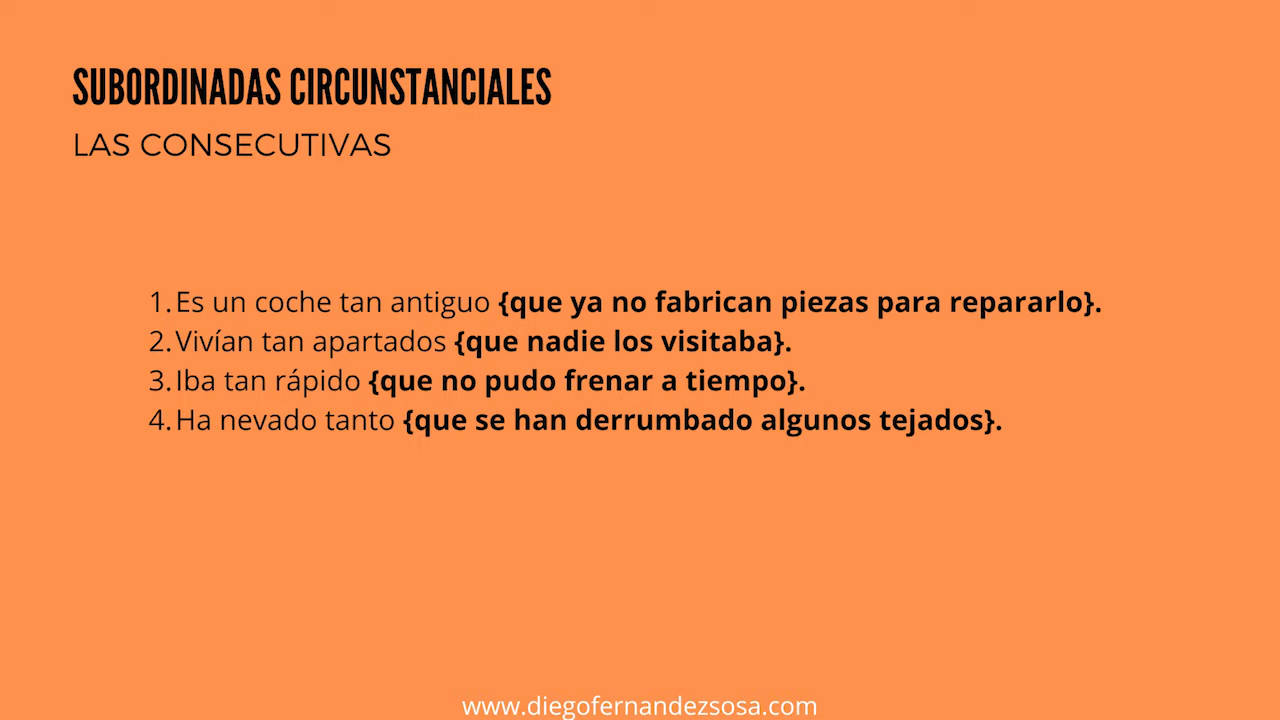 SUBORDINADAS CIRCUNSTANCIALES
LAS CONSECUTIVAS
1. Es un coche tan antiguo {que ya no fabrican piezas para repararlo}.
2. Vivían tan apartados {que nadie los visitaba}.
3. Iba tan rápido {que no pudo frenar a tiempo}.
4. Ha nevado tanto {que se han derrumbado algunos tejados}.
www.diegofernandezsosa.com